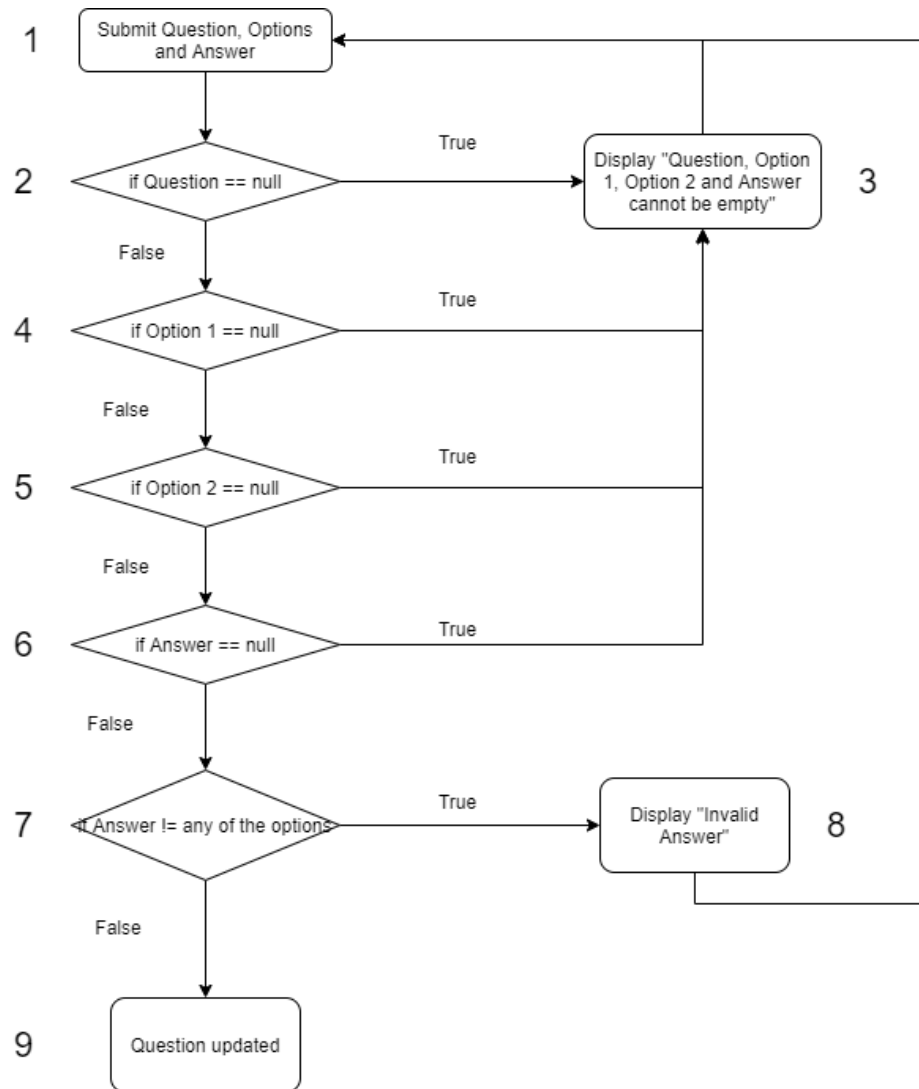 1
Submit Question, Options
and Answer
True
2
if Question == null
Display "Question, Option
1, Option 2 and Answer
cannot be empty"
3
False
True
4
if Option 1 == null
False
True
5
if Option 2 == null
False
True
6
if Answer == null
False
True
7
if Answer != any of the options
Display "Invalid
Answer"
8
False
9
Question updated